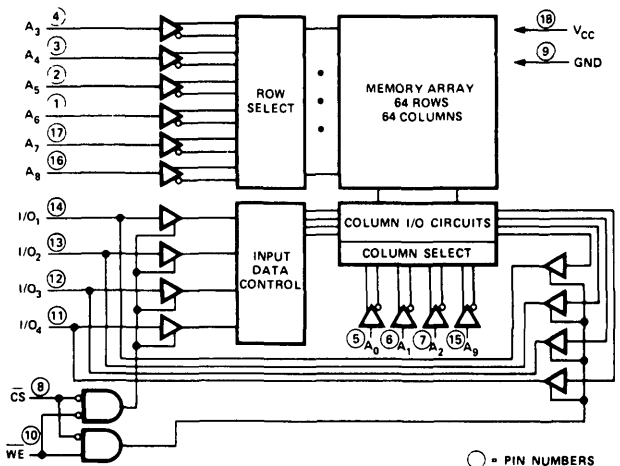 A3 4
A4 3
A5 2
A6 1
A7 17
A8 16
ROW
SELECT
MEMORY ARRAY
64 ROWS
64 COLUMNS
18 VCC
9 GND
I/O1 14
I/O2 13
I/O3 12
I/O4 11
INPUT
DATA
CONTROL
COLUMN I/O CIRCUITS
COLUMN SELECT
5 A0
6 A1
7 A2
15 A9
CS 8
WE 10
= PIN NUMBERS